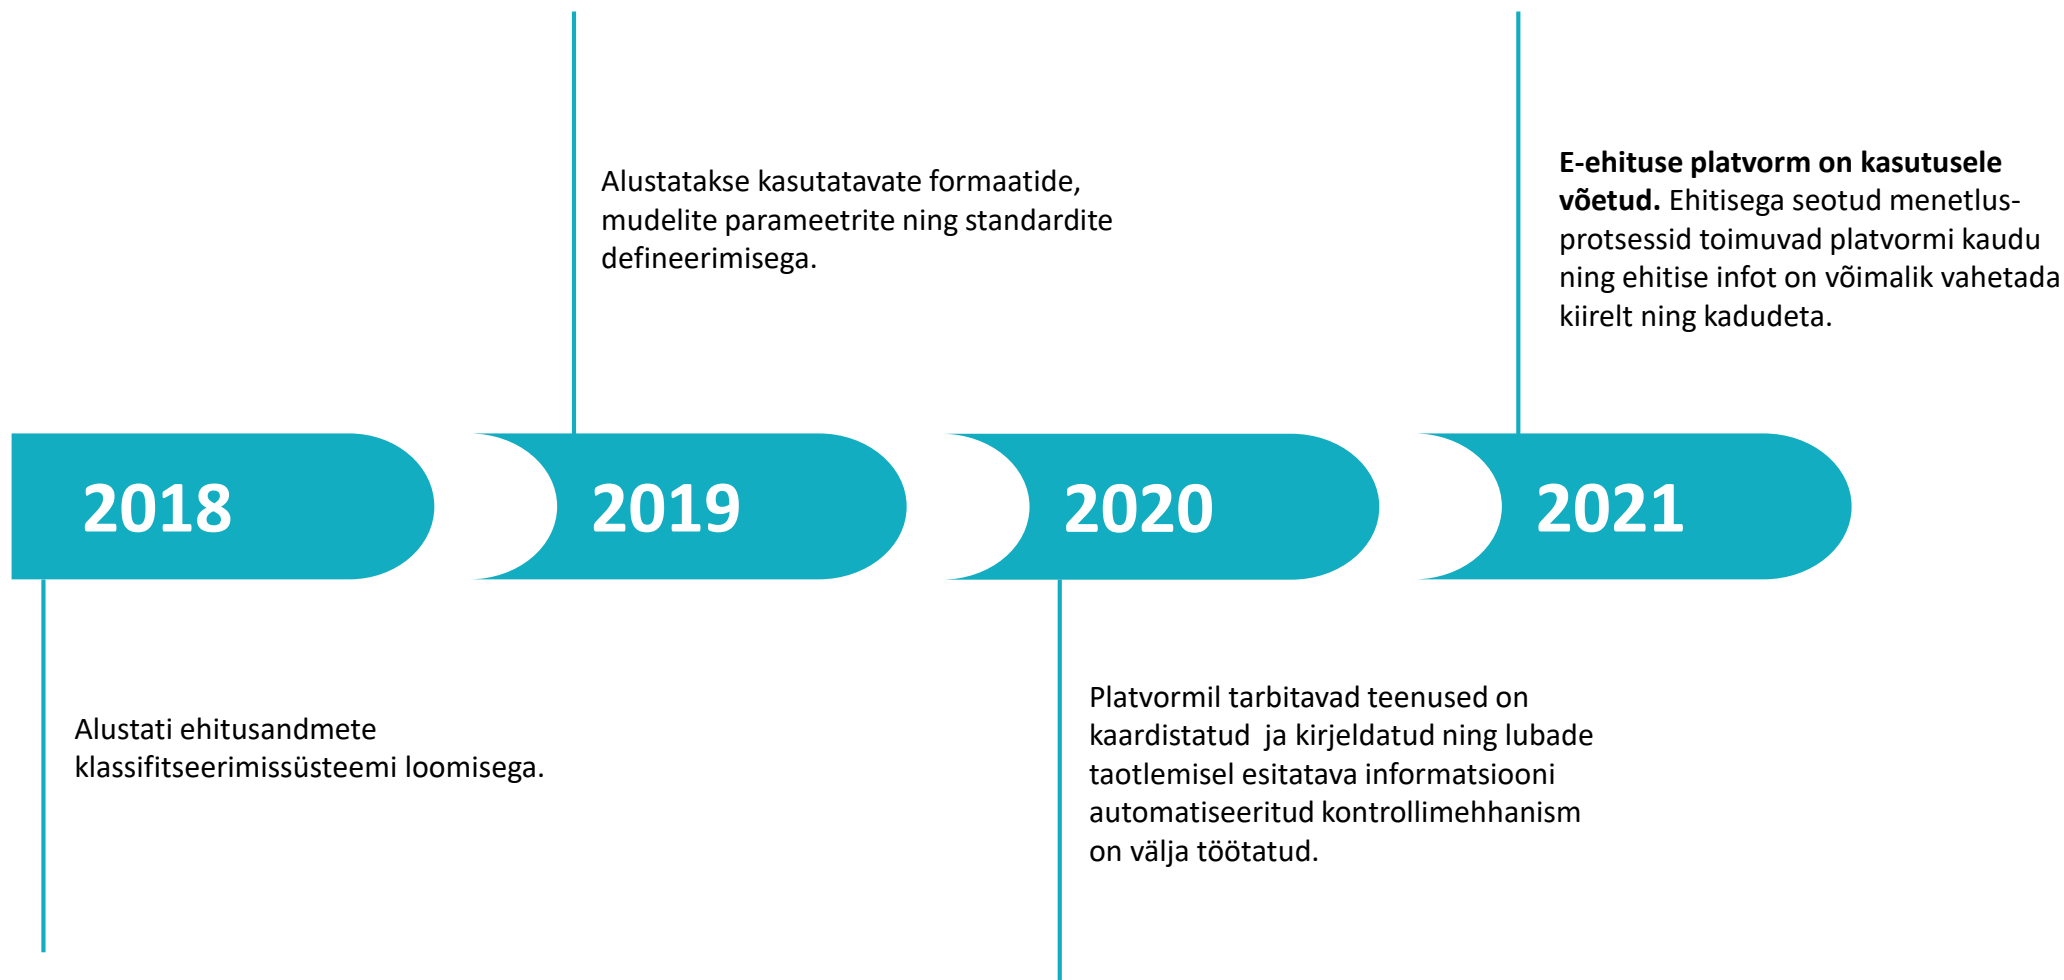 Alustatakse kasutatavate formaatide,
mudelite parameetrite ning standardite
defineerimisega.
E-ehituse platvorm on kasutusele
võetud. Ehitisega seotud menetlus-
protsessid toimuvad platvormi kaudu
ning ehitise infot on võimalik vahetada
kiirelt ning kadudeta.
2018
2019
2020
2021
Alustati ehitusandmete
klassifitseerimissüsteemi loomisega.
Platvormil tarbitavad teenused on
kaardistatud  ja kirjeldatud ning lubade
taotlemisel esitatava informatsiooni
automatiseeritud kontrollimehhanism
on välja töötatud.